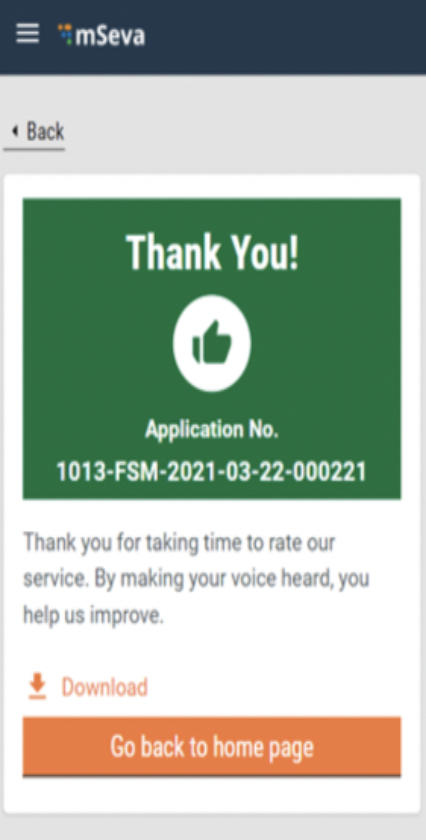 mSeva
Back
Thank You!
Application No.
1013-FSM-2021-03-22-000221
Thank you for taking time to rate our
service. By making your voice heard, you
help us improve.
Download
Go back to home page